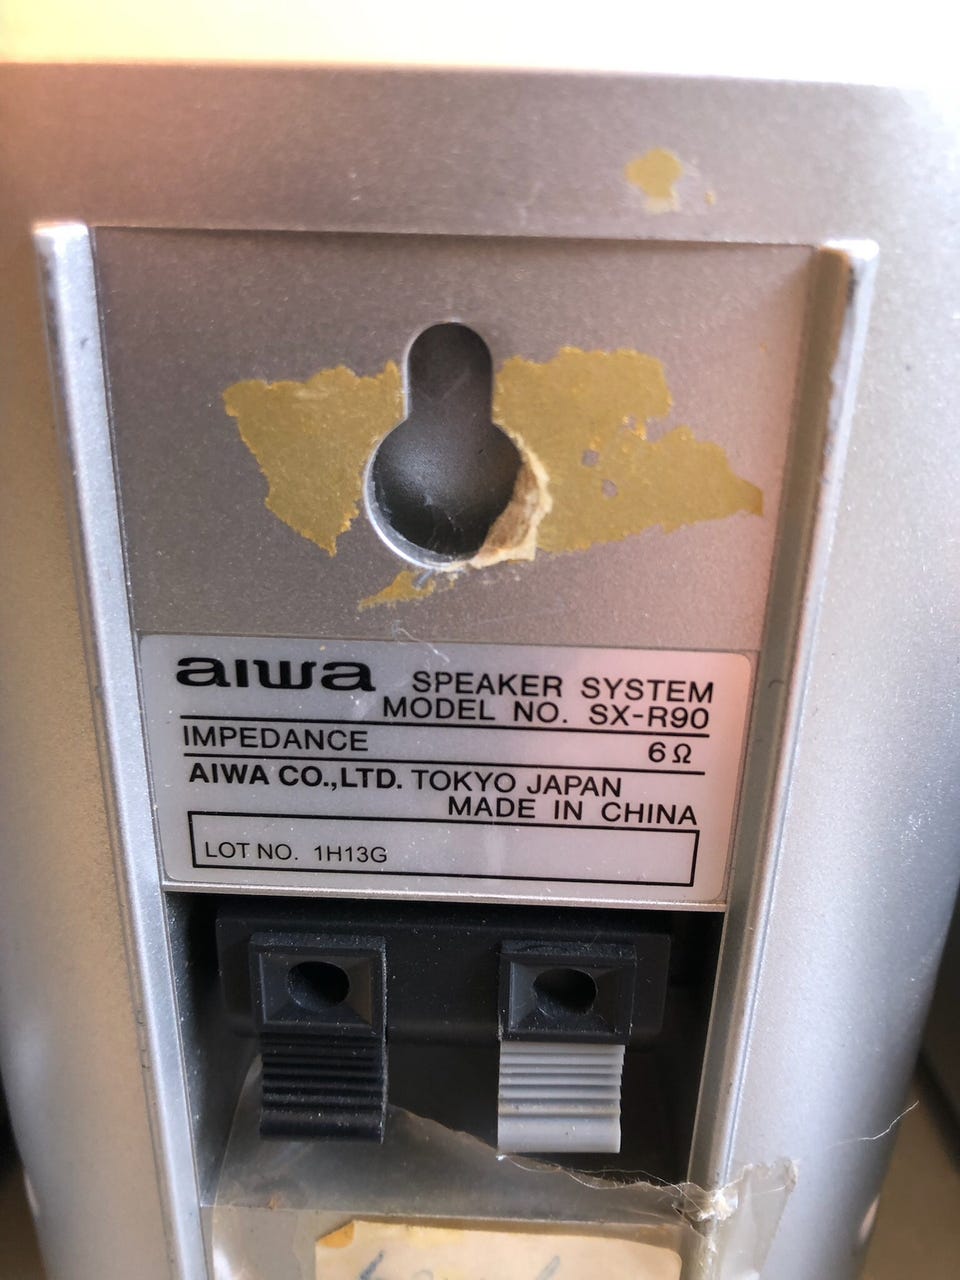 aiwa SPEAKER SYSTEM
MODEL NO. SX-R90
IMPEDANCE 6Ω
AIWA CO.,LTD. TOKYO JAPAN
MADE IN CHINA
LOT NO. 1H13G